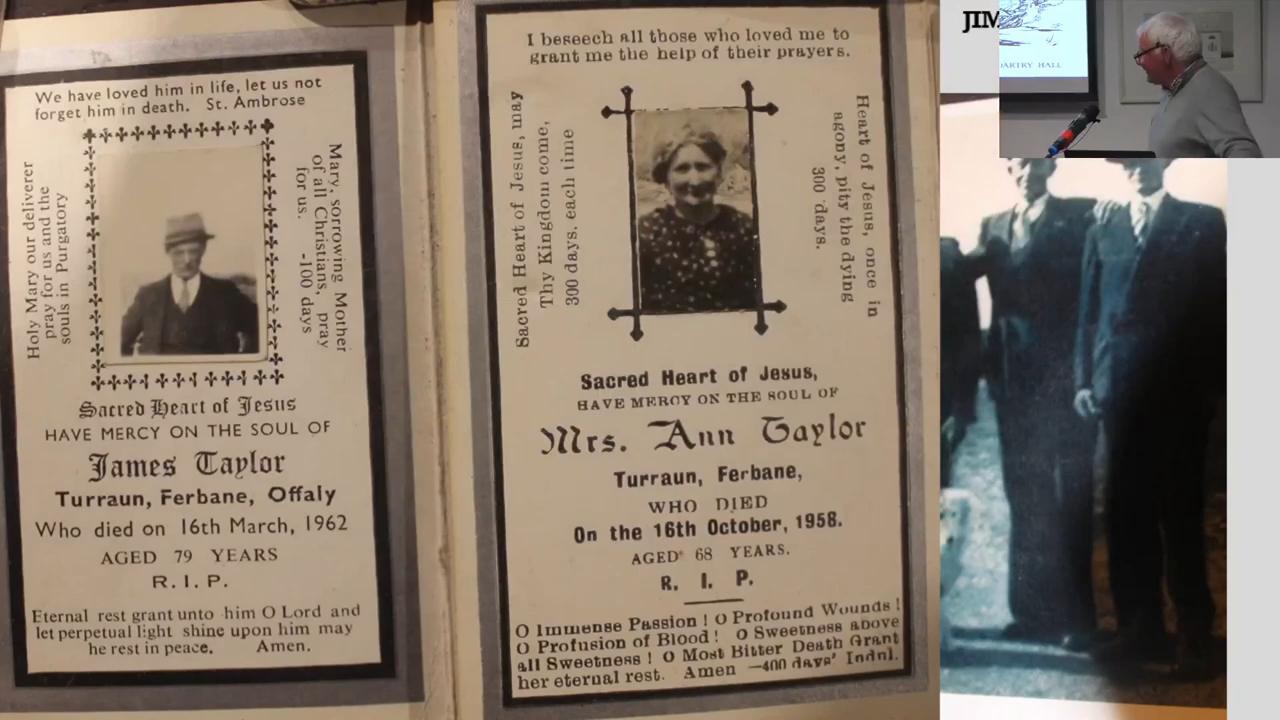 We have loved him in life, let us not
forget him in death. St. Ambrose
Holy Mary our deliverer
pray for us and the
souls in Purgatory
Mary, sorrowing Mother
of all Christians, pray
for us. -100 days
Sacred Heart of Jesus
HAVE MERCY ON THE SOUL OF
James Taylor
Turraun, Ferbane, Offaly
Who died on 16th March, 1962
AGED 79 YEARS
R. I. P.
Eternal rest grant unto him O Lord and
let perpetual light shine upon him may
he rest in peace. Amen.
I beseech all those who loved me to
grant me the help of their prayers.
Sacred Heart of Jesus, may
Thy Kingdom come,
300 days. each time
Heart of Jesus, once in
agony, pity the dying
300 days.
Sacred Heart of Jesus,
HAVE MERCY ON THE SOUL OF
Mrs. Ann Taylor
Turraun, Ferbane,
WHO DIED
On the 16th October, 1958.
AGED 68 YEARS.
R. I. P.
O Immense Passion ! O Profound Wounds !
O Profusion of Blood ! O Sweetness above
all Sweetness ! O Most Bitter Death Grant
her eternal rest. Amen —400 days' Indnl.
JIM
OARTRY HALL